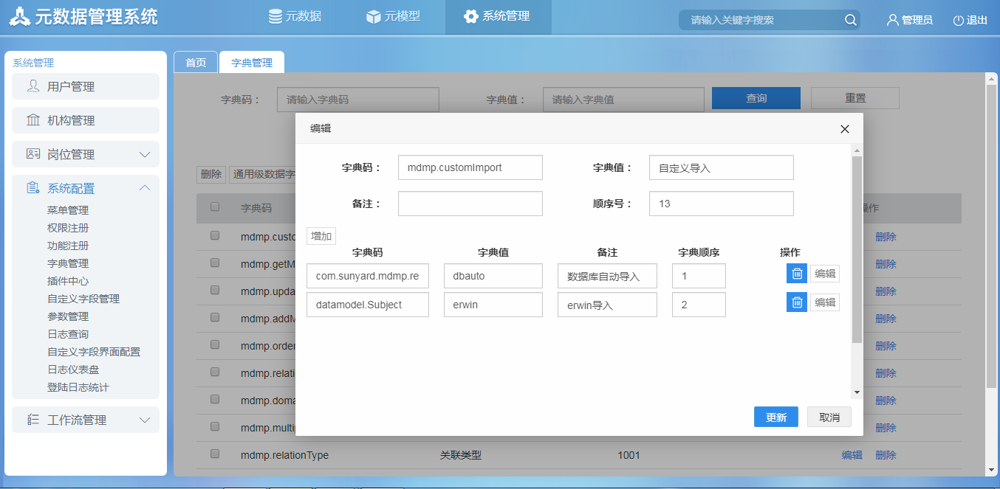 元数据管理系统
元数据
元模型
系统管理
请输入关键字搜索
管理员
退出
系统管理
用户管理
机构管理
岗位管理
系统配置
菜单管理
权限注册
功能注册
字典管理
插件中心
自定义字段管理
参数管理
日志查询
自定义字段界面配置
日志仪表盘
登陆日志统计
工作流管理
首页
字典管理
字典码：
请输入字典码
字典值：
请输入字典值
查询
重置
删除
通用级数据字
字典码
操作
mdmp.custo
删除
mdmp.getM
删除
mdmp.upda
删除
mdmp.addM
删除
mdmp.order
删除
mdmp.relati
删除
mdmp.doma
删除
mdmp.multi
删除
mdmp.relationType
关联类型
1001
编辑
删除
编辑
字典码：
mdmp.customImport
字典值：
自定义导入
备注：
顺序号：
13
增加
字典码
字典值
备注
字典顺序
操作
com.sunyard.mdmp.re
dbauto
数据库自动导入
1
编辑
datamodel.Subject
erwin
erwin导入
2
编辑
更新
取消